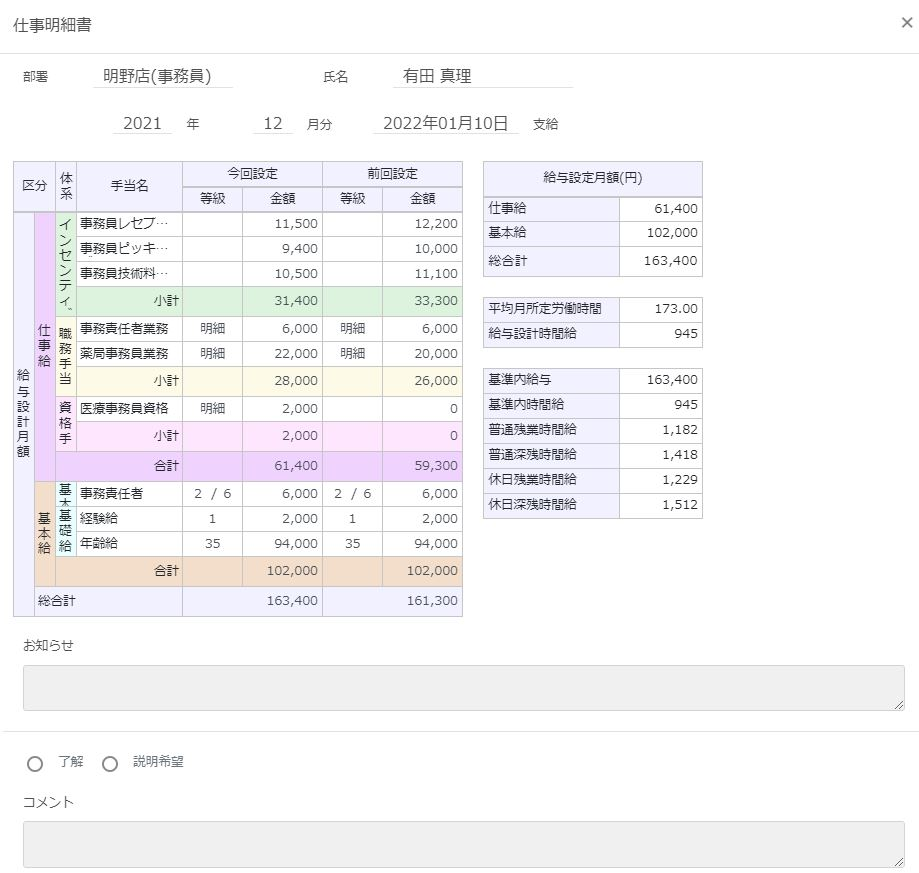 仕事明細書
×
部署 明野店(事務員) 氏名 有田 真理
2021 年 12 月分 2022年01月10日 支給
区分 体系 手当名 今回設定 前回設定
等級 金額 等級 金額
給与設計月額
仕事給
インセンティ
事務員レセプ… 11,500 12,200
事務員ピッキ… 9,400 10,000
事務員技術料… 10,500 11,100
小計 31,400 33,300
職務手当
事務責任者業務 明細 6,000 明細 6,000
薬局事務員業務 明細 22,000 明細 20,000
小計 28,000 26,000
資格手
医療事務員資格 明細 2,000 0
小計 2,000 0
合計 61,400 59,300
基本給
基
事務責任者 2 / 6 6,000 2 / 6 6,000
基礎給
経験給 1 2,000 1 2,000
年齢給 35 94,000 35 94,000
合計 102,000 102,000
総合計 163,400 161,300
給与設定月額(円)
仕事給 61,400
基本給 102,000
総合計 163,400
平均月所定労働時間 173.00
給与設計時間給 945
基準内給与 163,400
基準内時間給 945
普通残業時間給 1,182
普通深残時間給 1,418
休日残業時間給 1,229
休日深残時間給 1,512
お知らせ
了解 説明希望
コメント